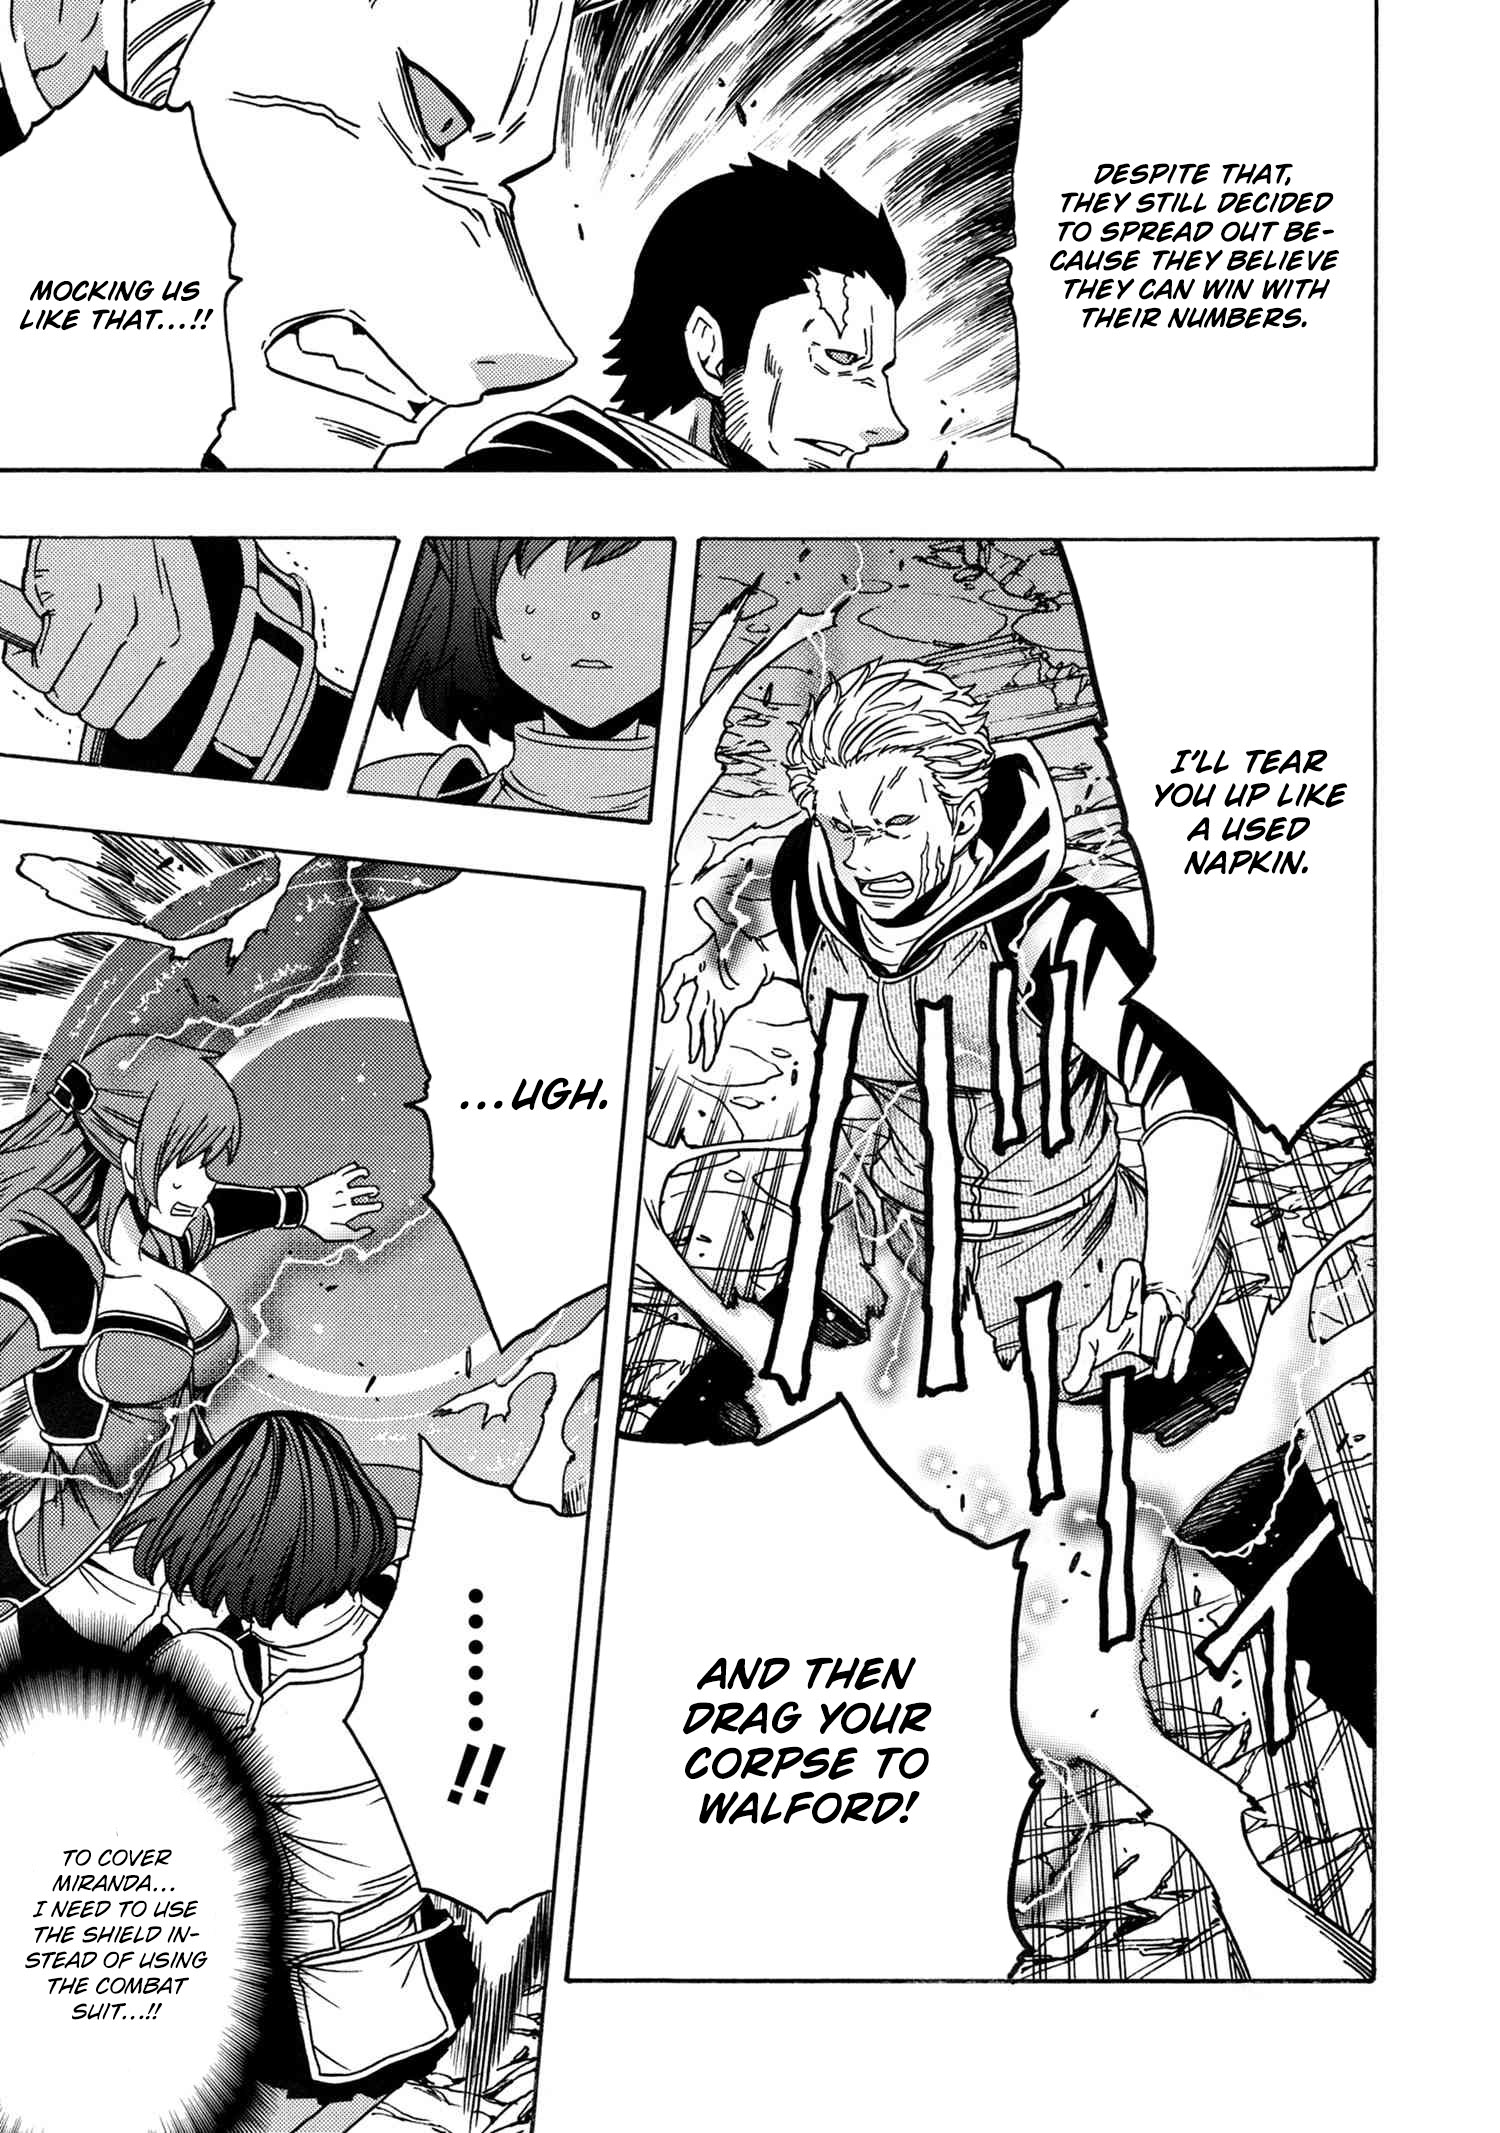 DESPITE THAT,
THEY STILL DECIDED
TO SPREAD OUT BE-
CAUSE THEY BELIEVE
THEY CAN WIN WITH
THEIR NUMBERS.
MOCKING US
LIKE THAT...!!
I'LL TEAR
YOU UP LIKE
A USED
NAPKIN.
AND THEN
DRAG YOUR
CORPSE TO
WALFORD!
...UGH.
......!!
TO COVER
MIRANDA...
I NEED TO USE
THE SHIELD IN-
STEAD OF USING
THE COMBAT
SUIT...!!